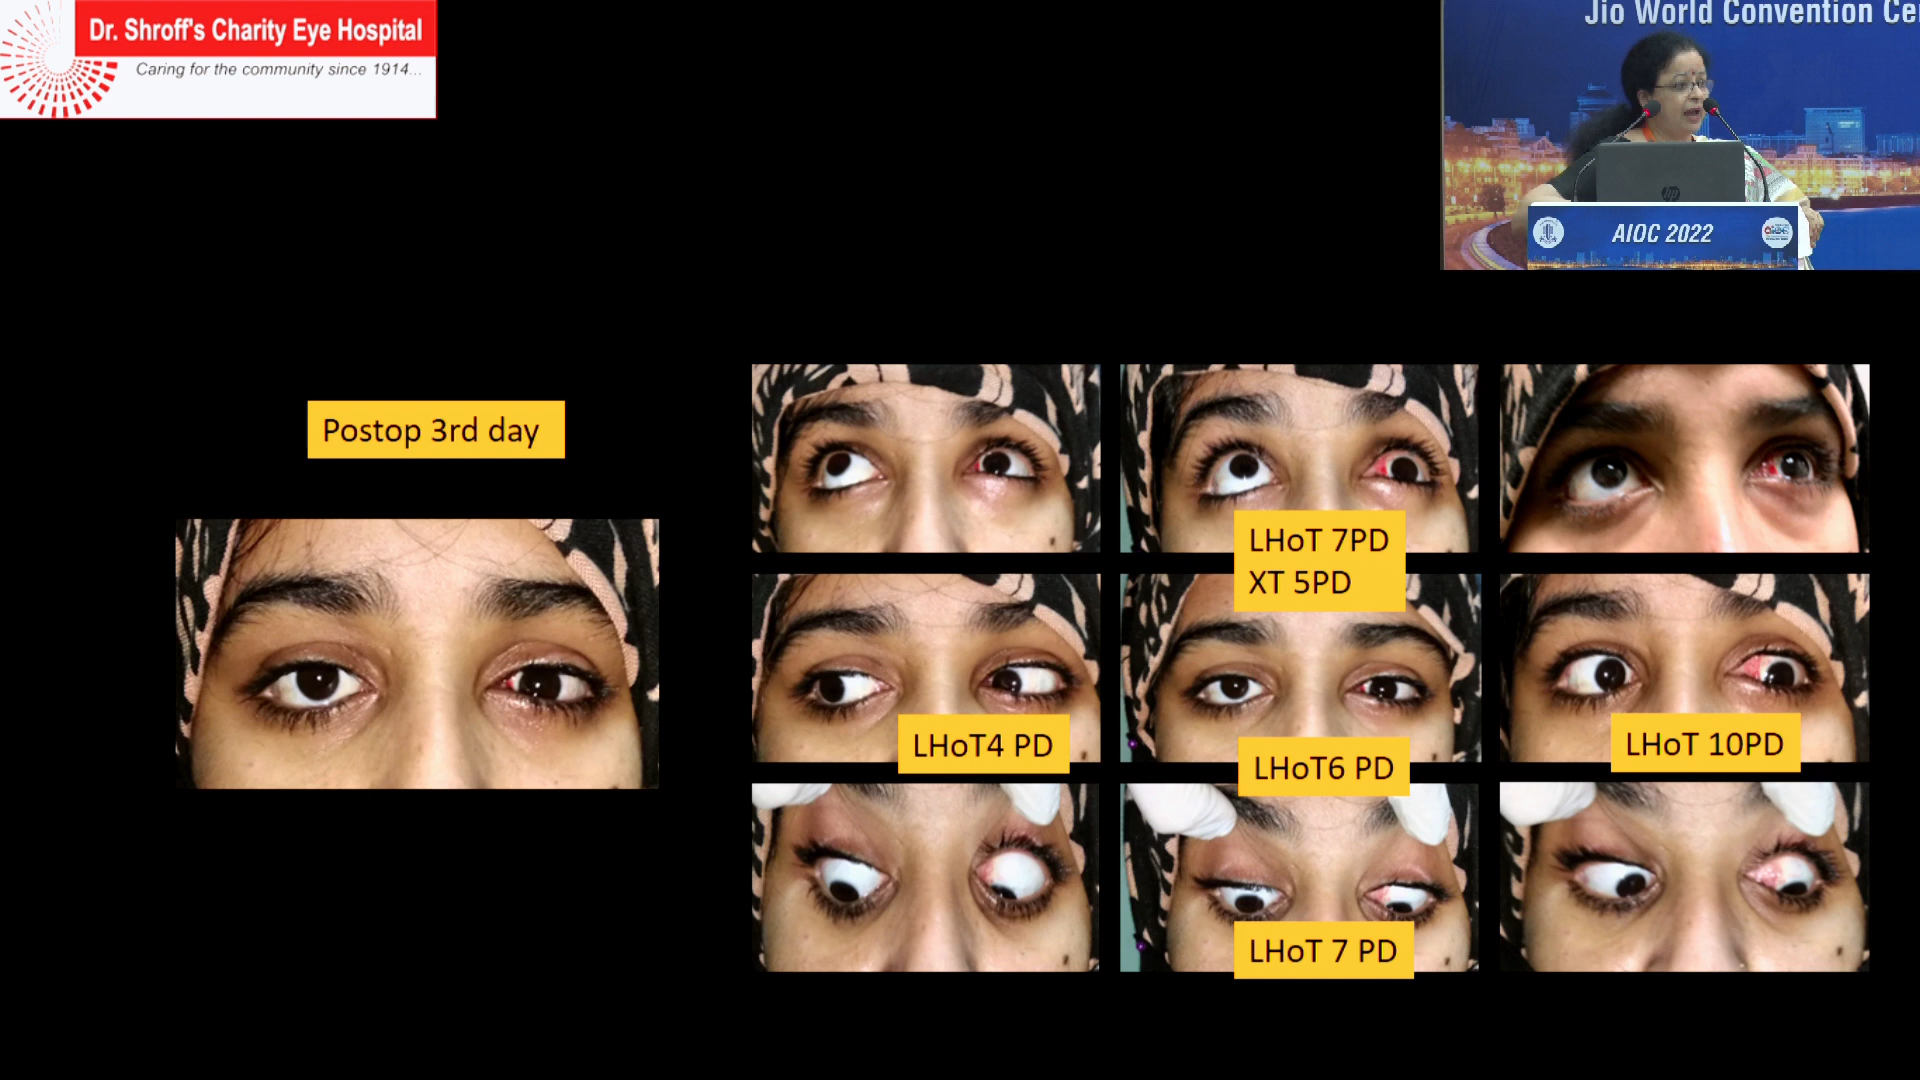 Dr. Shroff's Charity Eye Hospital
Caring for the community since 1914...
Jio World Convention
AIOC 2022
Postop 3rd day
LHoT 7PD
XT 5PD
LHoT4 PD
LHoT6 PD
LHoT 10PD
LHoT 7 PD